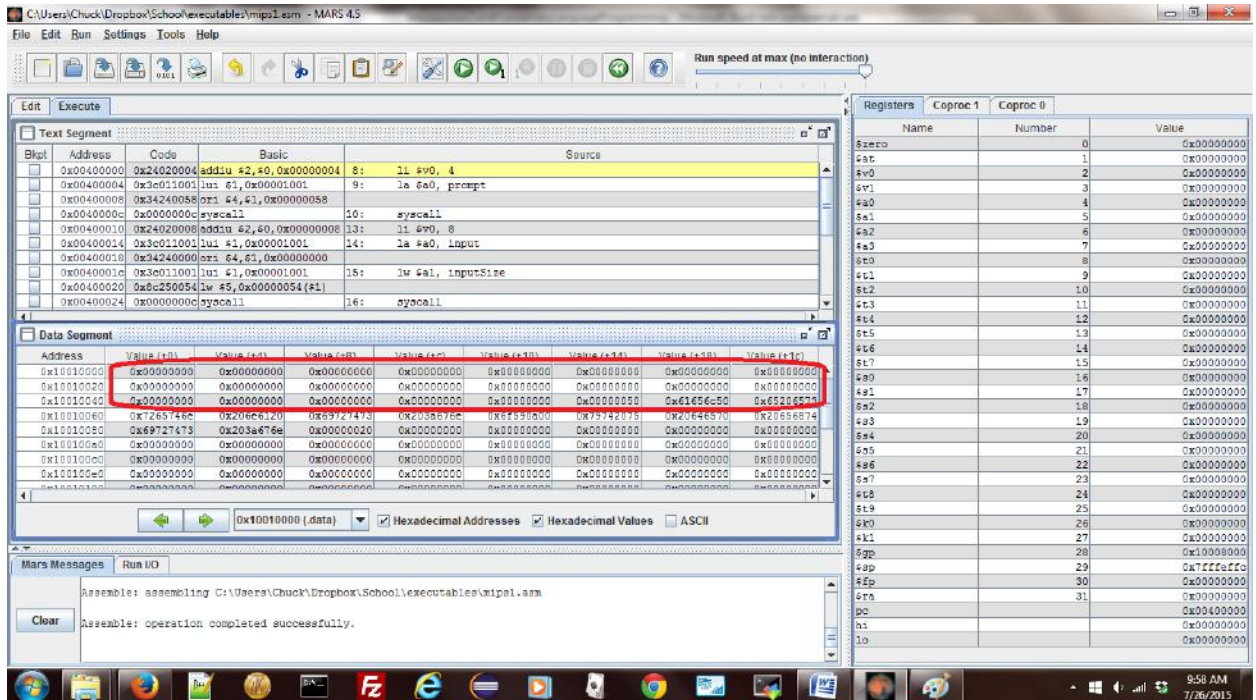 C:\Users\Chuck\Dropbox\School\executables\mips1.asm - MARS 4.5
File Edit Run Settings Tools Help
Run speed at max (no interaction)
Edit Execute
Text Segment
Bkpt Address Code Basic Source
0x00400000 0x24020004 addiu $2,$0,0x00000004 8: li $v0, 4
0x00400004 0x3c011001 lui $1,0x00001001 9: la $a0, prompt
0x00400008 0x34240058 ori $4,$1,0x00000058
0x0040000c 0x0000000c syscall 10: syscall
0x00400010 0x24020008 addiu $2,$0,0x00000008 13: li $v0, 8
0x00400014 0x3c011001 lui $1,0x00001001 14: la $a0, input
0x00400018 0x34240000 ori $4,$1,0x00000000
0x0040001c 0x3c011001 lui $1,0x00001001 15: lw $a1, inputSize
0x00400020 0x8c250054 lw $5,0x00000054($1)
0x00400024 0x0000000c syscall 16: syscall
Data Segment
Address Value (+0) Value (+4) Value (+8) Value (+c) Value (+10) Value (+14) Value (+18) Value (+1c)
0x10010000 0x00000000 0x00000000 0x00000000 0x00000000 0x00000000 0x00000000 0x00000000 0x00000000
0x10010020 0x00000000 0x00000000 0x00000000 0x00000000 0x00000000 0x00000000 0x00000000 0x00000000
0x10010040 0x00000000 0x00000000 0x00000000 0x00000000 0x00000000 0x00000050 0x61656c50 0x65206573
0x10010060 0x7265746e 0x206e6120 0x69727473 0x203a676e 0x6f590a00 0x79742075 0x20646570 0x20656874
0x10010080 0x69727473 0x203a676e 0x00000020 0x00000000 0x00000000 0x00000000 0x00000000 0x00000000
0x100100a0 0x00000000 0x00000000 0x00000000 0x00000000 0x00000000 0x00000000 0x00000000 0x00000000
0x100100c0 0x00000000 0x00000000 0x00000000 0x00000000 0x00000000 0x00000000 0x00000000 0x00000000
0x100100e0 0x00000000 0x00000000 0x00000000 0x00000000 0x00000000 0x00000000 0x00000000 0x00000000
0x10010000 (.data) Hexadecimal Addresses Hexadecimal Values ASCII
Mars Messages Run I/O
Assemble: assembling C:\Users\Chuck\Dropbox\School\executables\mips1.asm
Clear
Assemble: operation completed successfully.
Registers Coproc 1 Coproc 0
Name Number Value
$zero 0 0x00000000
$at 1 0x00000000
$v0 2 0x00000000
$v1 3 0x00000000
$a0 4 0x00000000
$a1 5 0x00000000
$a2 6 0x00000000
$a3 7 0x00000000
$t0 8 0x00000000
$t1 9 0x00000000
$t2 10 0x00000000
$t3 11 0x00000000
$t4 12 0x00000000
$t5 13 0x00000000
$t6 14 0x00000000
$t7 15 0x00000000
$s0 16 0x00000000
$s1 17 0x00000000
$s2 18 0x00000000
$s3 19 0x00000000
$s4 20 0x00000000
$s5 21 0x00000000
$s6 22 0x00000000
$s7 23 0x00000000
$t8 24 0x00000000
$t9 25 0x00000000
$k0 26 0x00000000
$k1 27 0x00000000
$gp 28 0x10008000
$sp 29 0x7fffeffc
$fp 30 0x00000000
$ra 31 0x00000000
pc 0x00400000
hi 0x00000000
lo 0x00000000
9:58 AM
7/26/2015